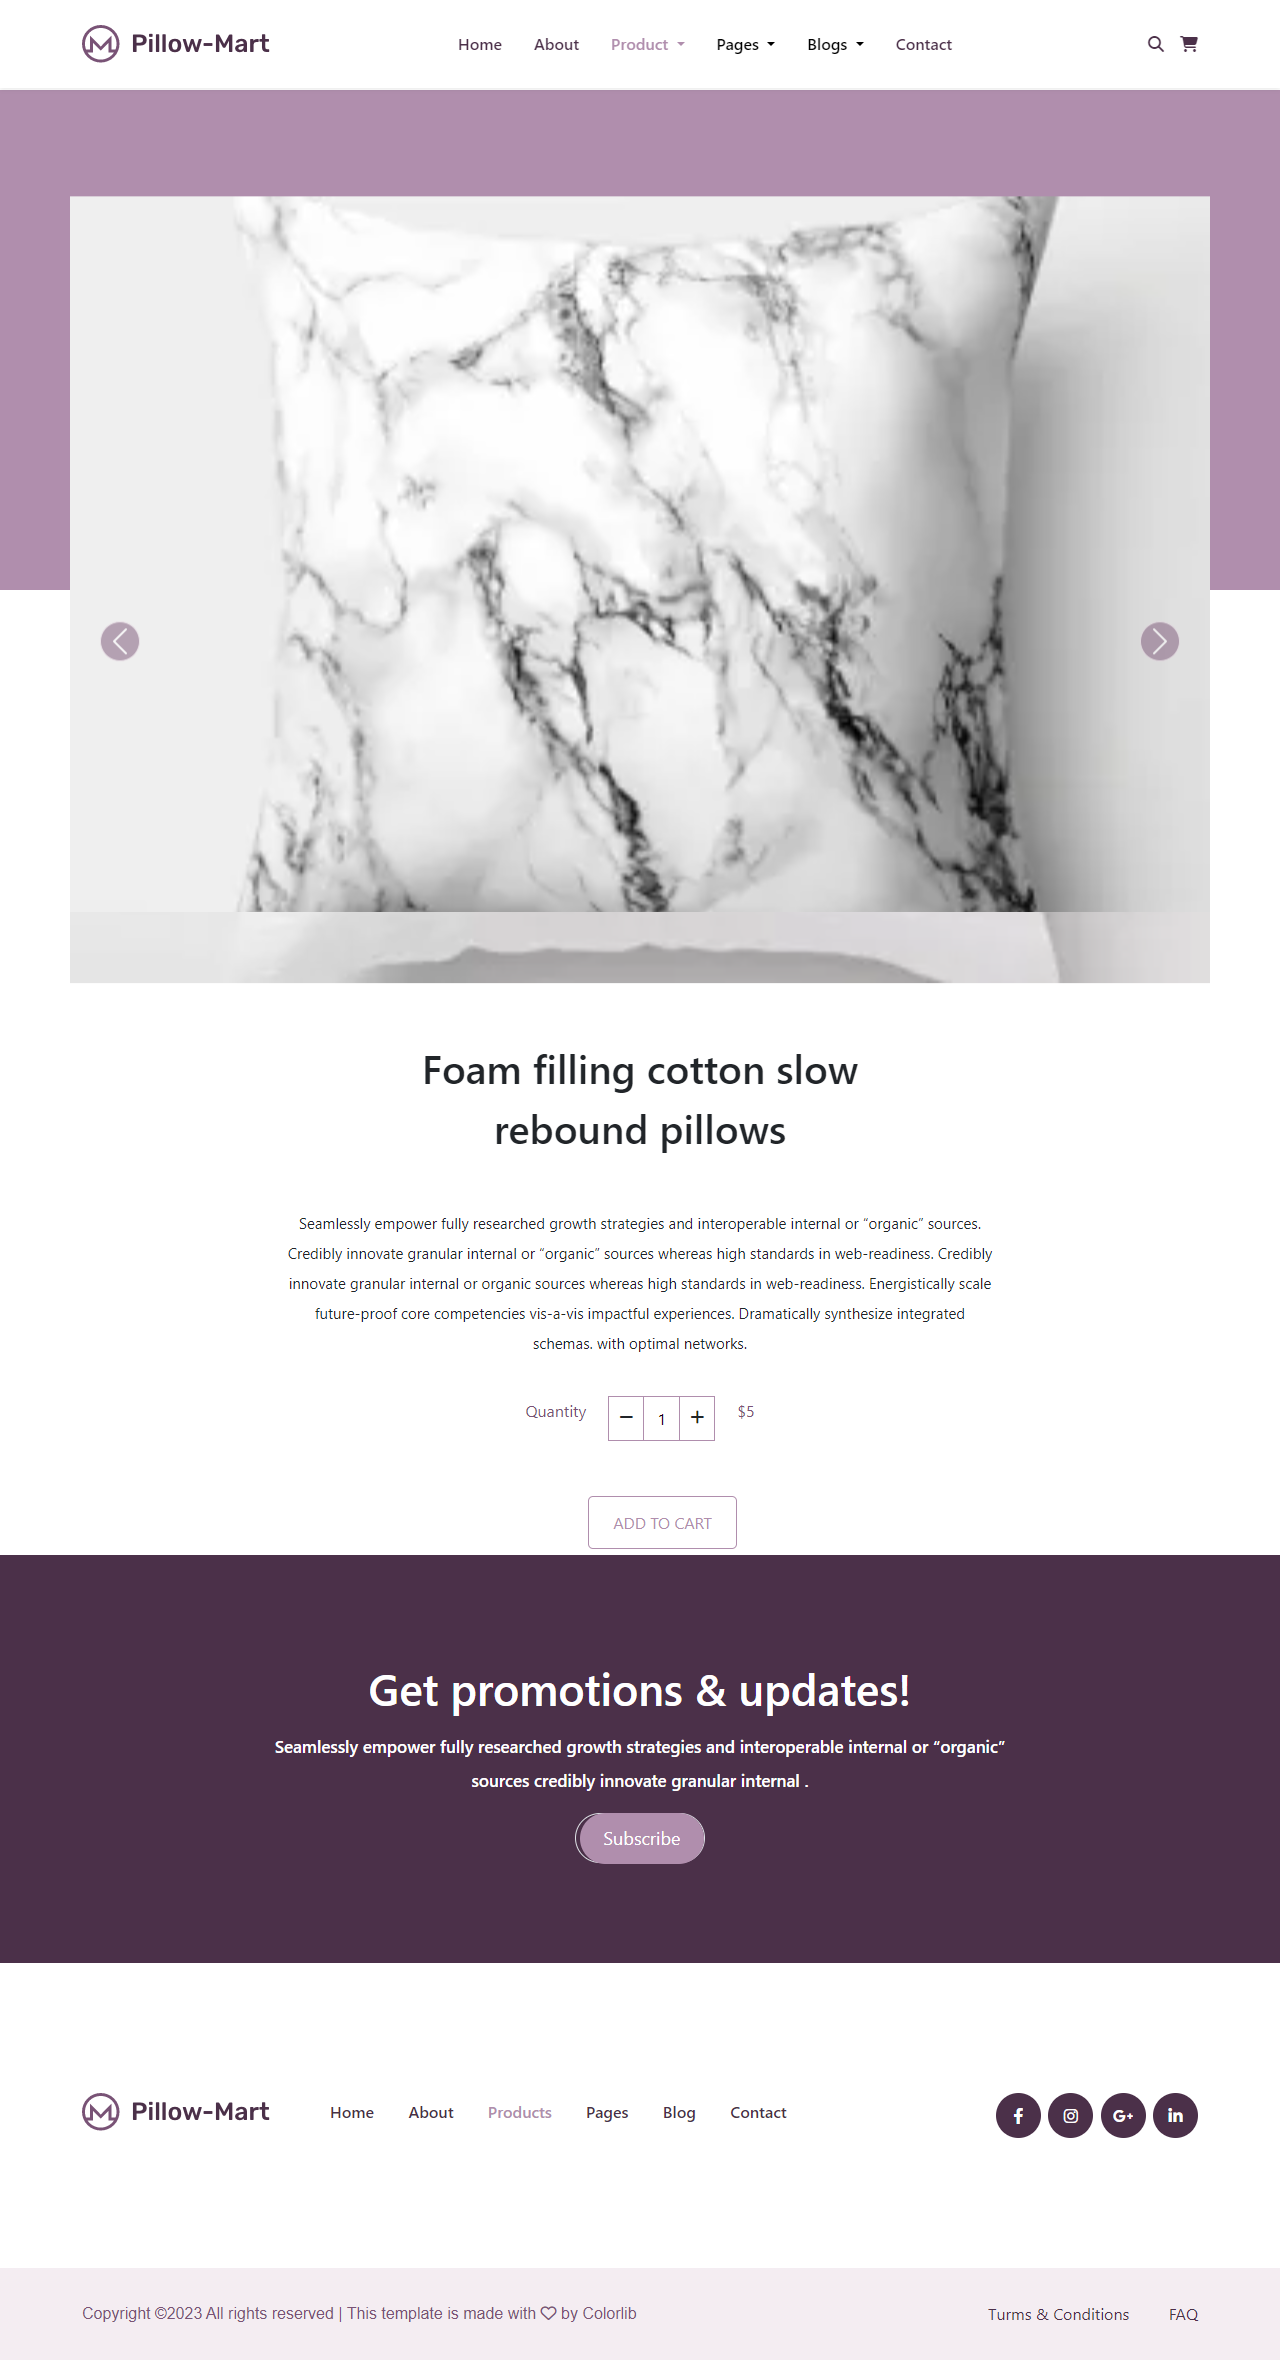 Pillow-Mart
Home About Product Pages Blogs Contact
Foam filling cotton slow
rebound pillows
Seamlessly empower fully researched growth strategies and interoperable internal or “organic” sources.
Credibly innovate granular internal or “organic” sources whereas high standards in web-readiness. Credibly
innovate granular internal or organic sources whereas high standards in web-readiness. Energistically scale
future-proof core competencies vis-a-vis impactful experiences. Dramatically synthesize integrated
schemas. with optimal networks.
Quantity − 1 + $5
ADD TO CART
Get promotions & updates!
Seamlessly empower fully researched growth strategies and interoperable internal or “organic”
sources credibly innovate granular internal .
Subscribe
Pillow-Mart
Home About Products Pages Blog Contact
Copyright ©2023 All rights reserved | This template is made with ♡ by Colorlib
Turms & Conditions FAQ